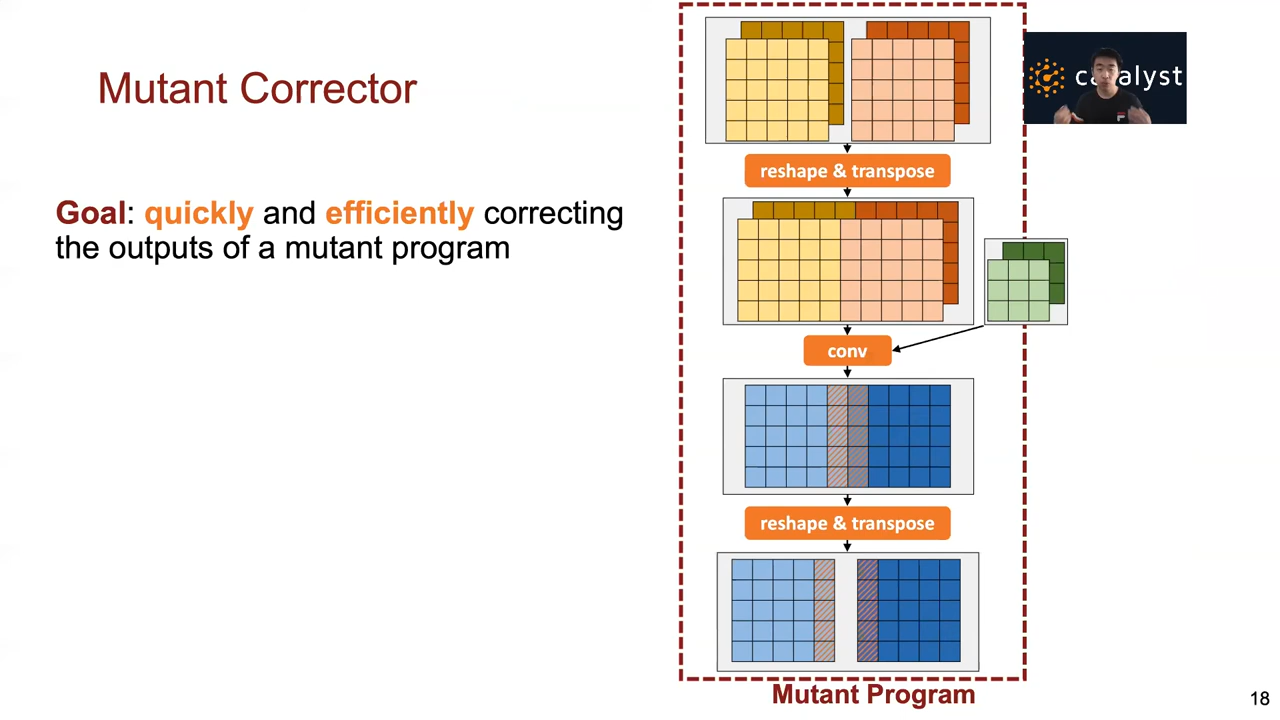 Mutant Corrector
Goal: quickly and efficiently correcting
the outputs of a mutant program
reshape & transpose
conv
reshape & transpose
Mutant Program
catalyst
18